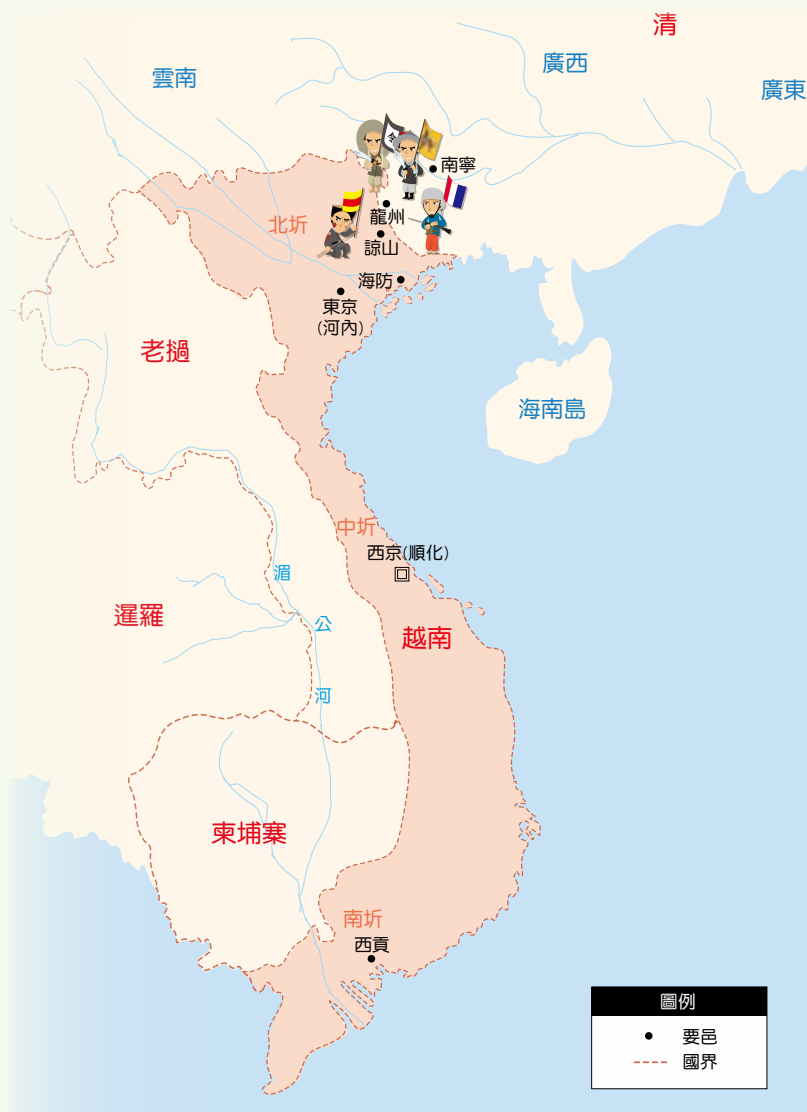 清
雲南
廣西
廣東
令
南寧
龍州
北圻
諒山
海防
東京
(河內)
老撾
海南島
中圻
西京(順化)
湄
公
河
暹羅
越南
柬埔寨
南圻
西貢
圖例
要邑
國界